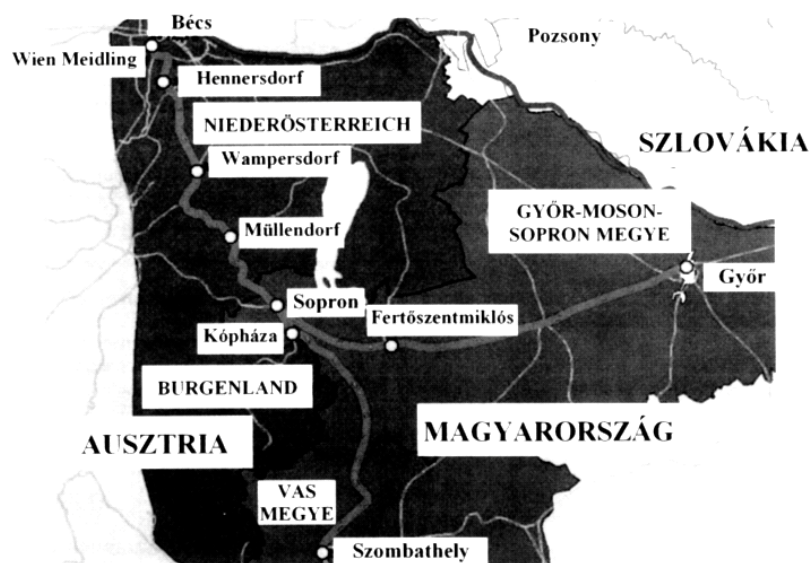 Bécs
Pozsony
Wien Meidling
Hennersdorf
NIEDERÖSTERREICH
SZLOVÁKIA
Wampersdorf
GYŐR-MOSON-
SOPRON MEGYE
Müllendorf
Győr
Sopron
Fertőszentmiklós
Kópháza
BURGENLAND
AUSZTRIA
MAGYARORSZÁG
VAS
MEGYE
Szombathely